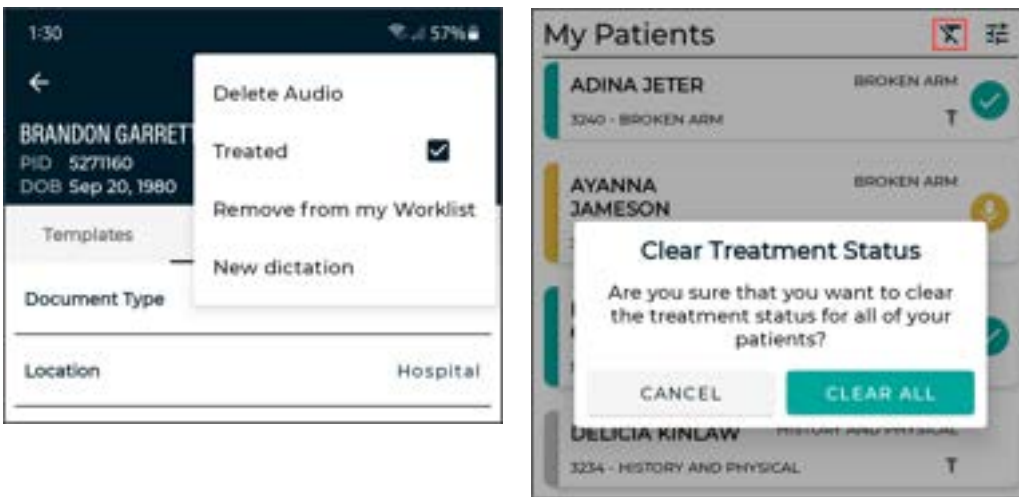 1:30
57%
BRANDON GARRET
PID 5271160
DOB Sep 20, 1980
Delete Audio
Treated
Remove from my Worklist
New dictation
Templates
Document Type
Location Hospital
My Patients
ADINA JETER BROKEN ARM
3240 - BROKEN ARM T
AYANNA BROKEN ARM
JAMESON
Clear Treatment Status
Are you sure that you want to clear
the treatment status for all of your
patients?
CANCEL CLEAR ALL
DELICIA KINLAW HISTORY AND PHYSICAL
3234 - HISTORY AND PHYSICAL T